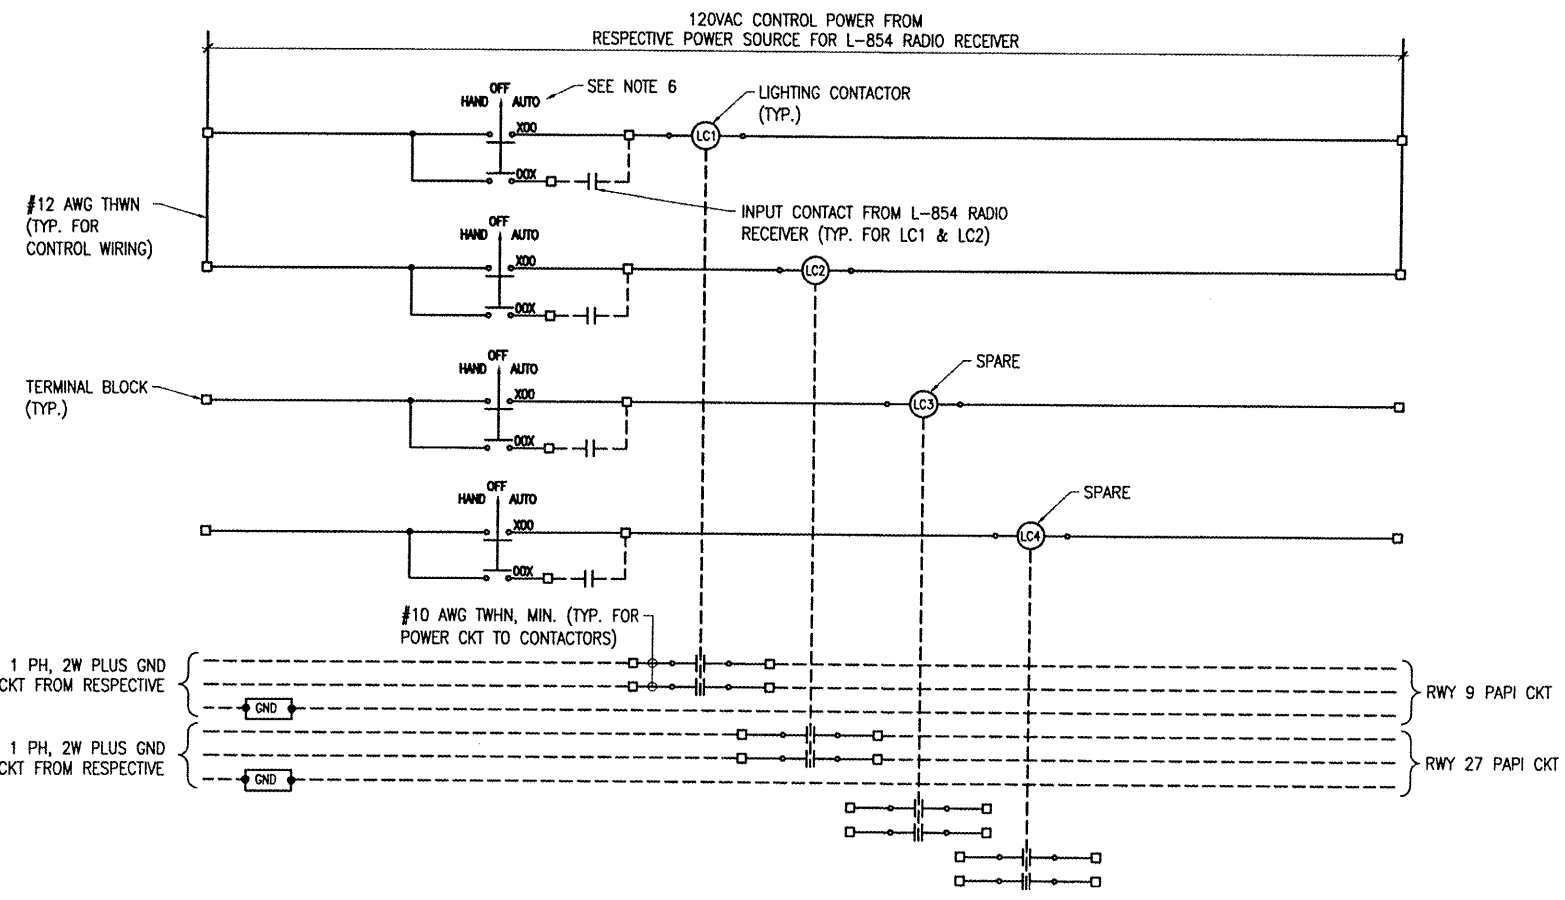 120VAC CONTROL POWER FROM
RESPECTIVE POWER SOURCE FOR L-854 RADIO RECEIVER
OFF
HAND AUTO
SEE NOTE 6
LIGHTING CONTACTOR
(TYP.)
X00
LC1
00X
#12 AWG THWN
(TYP. FOR
CONTROL WIRING)
INPUT CONTACT FROM L-854 RADIO
RECEIVER (TYP. FOR LC1 & LC2)
OFF
HAND AUTO
X00
LC2
00X
OFF
HAND AUTO
SPARE
TERMINAL BLOCK
(TYP.)
X00
LC3
00X
OFF
HAND AUTO
SPARE
X00
LC4
00X
#10 AWG TWHN, MIN. (TYP. FOR
POWER CKT TO CONTACTORS)
1 PH, 2W PLUS GND
CKT FROM RESPECTIVE
GND
RWY 9 PAPI CKT
1 PH, 2W PLUS GND
CKT FROM RESPECTIVE
GND
RWY 27 PAPI CKT